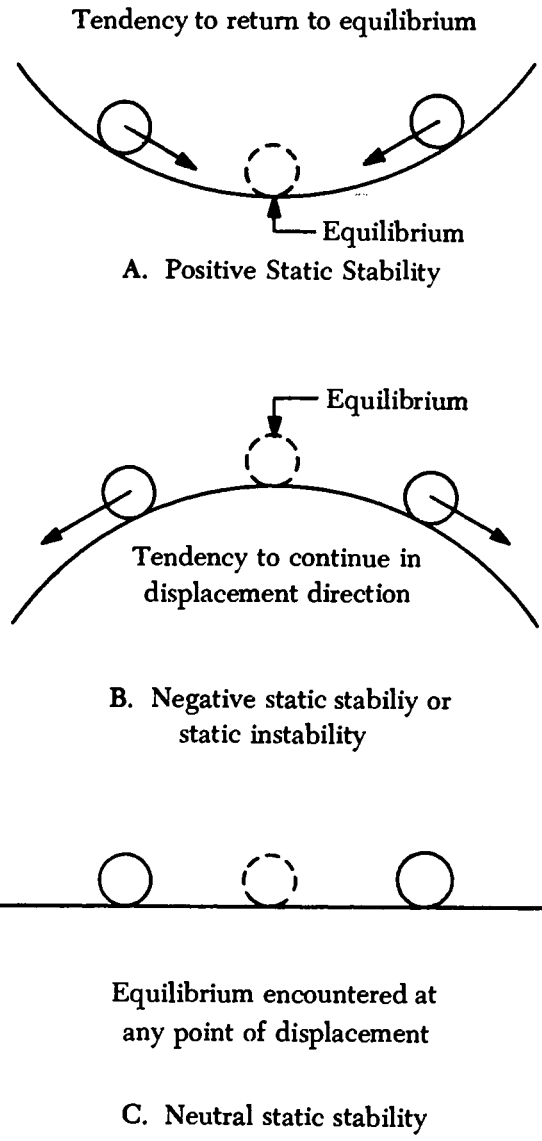 Tendency to return to equilibrium
Equilibrium
A. Positive Static Stability
Equilibrium
Tendency to continue in
displacement direction
B. Negative static stabiliy or
static instability
Equilibrium encountered at
any point of displacement
C. Neutral static stability